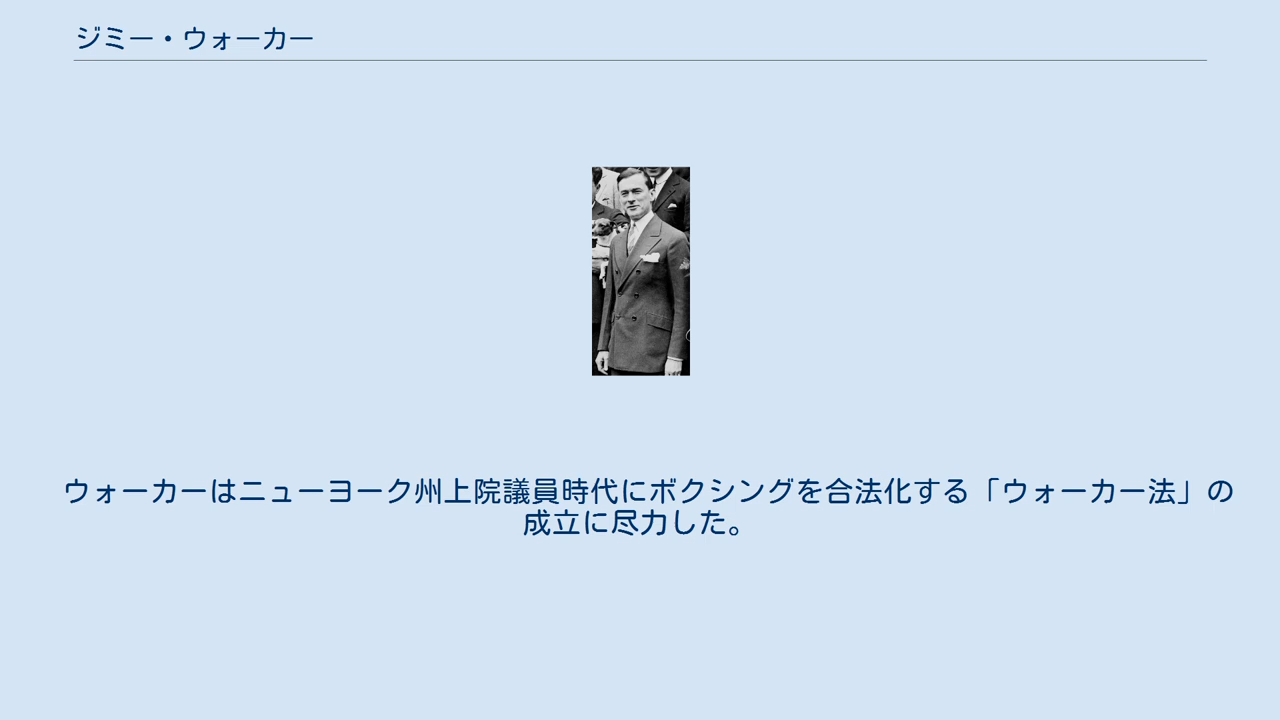 ジミー・ウォーカー
ウォーカーはニューヨーク州上院議員時代にボクシングを合法化する「ウォーカー法」の
成立に尽力した。